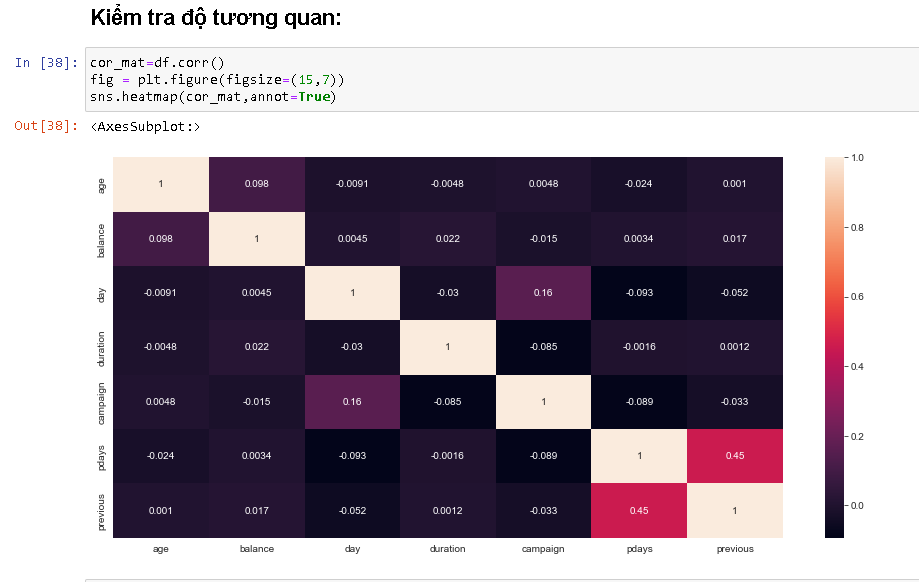 Kiểm tra độ tương quan:
In [38]: cor_mat=df.corr()
fig = plt.figure(figsize=(15,7))
sns.heatmap(cor_mat,annot=True)
Out[38]: <AxesSubplot:>
age 1 0.098 -0.0091 -0.0048 0.0048 -0.024 0.001
balance 0.098 1 0.0045 0.022 -0.015 0.0034 0.017
day -0.0091 0.0045 1 -0.03 0.16 -0.093 -0.052
duration -0.0048 0.022 -0.03 1 -0.085 -0.0016 0.0012
campaign 0.0048 -0.015 0.16 -0.085 1 -0.089 -0.033
pdays -0.024 0.0034 -0.093 -0.0016 -0.089 1 0.45
previous 0.001 0.017 -0.052 0.0012 -0.033 0.45 1
age balance day duration campaign pdays previous
1.0
0.8
0.6
0.4
0.2
0.0